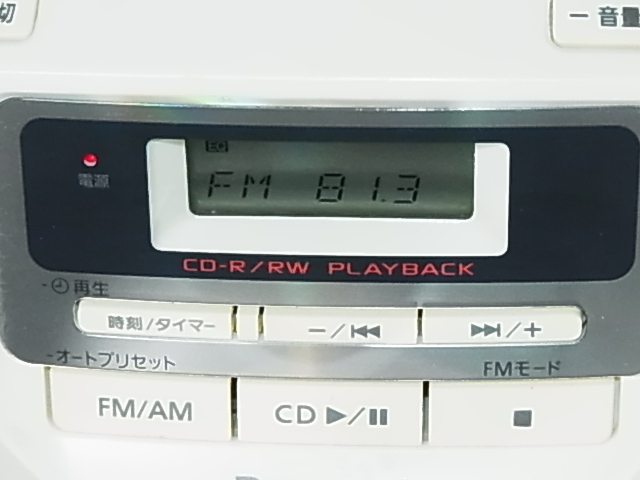 切
－音量
電源
EQ
FM 81.3
CD-R/RW PLAYBACK
-⏲再生
時刻/タイマー
－/⏮
⏭/＋
-オートプリセット
FMモード
FM/AM
CD ▶/⏸
■